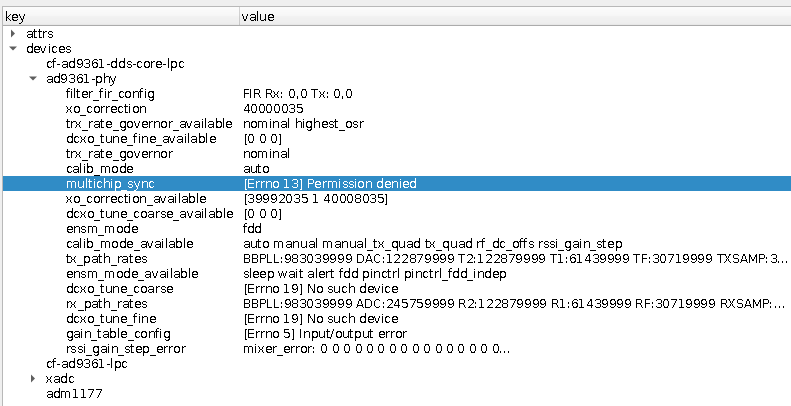 key value
attrs
devices
cf-ad9361-dds-core-lpc
ad9361-phy
filter_fir_config FIR Rx: 0,0 Tx: 0,0
xo_correction 40000035
trx_rate_governor_available nominal highest_osr
dcxo_tune_fine_available [0 0 0]
trx_rate_governor nominal
calib_mode auto
multichip_sync [Errno 13] Permission denied
xo_correction_available [39992035 1 40008035]
dcxo_tune_coarse_available [0 0 0]
ensm_mode fdd
calib_mode_available auto manual manual_tx_quad tx_quad rf_dc_offs rssi_gain_step
tx_path_rates BBPLL:983039999 DAC:122879999 T2:122879999 T1:61439999 TF:30719999 TXSAMP:3...
ensm_mode_available sleep wait alert fdd pinctrl pinctrl_fdd_indep
dcxo_tune_coarse [Errno 19] No such device
rx_path_rates BBPLL:983039999 ADC:245759999 R2:122879999 R1:61439999 RF:30719999 RXSAMP:...
dcxo_tune_fine [Errno 19] No such device
gain_table_config [Errno 5] Input/output error
rssi_gain_step_error mixer_error: 0 0 0 0 0 0 0 0 0 0 0 0 0 0 0 0...
cf-ad9361-lpc
xadc
adm1177